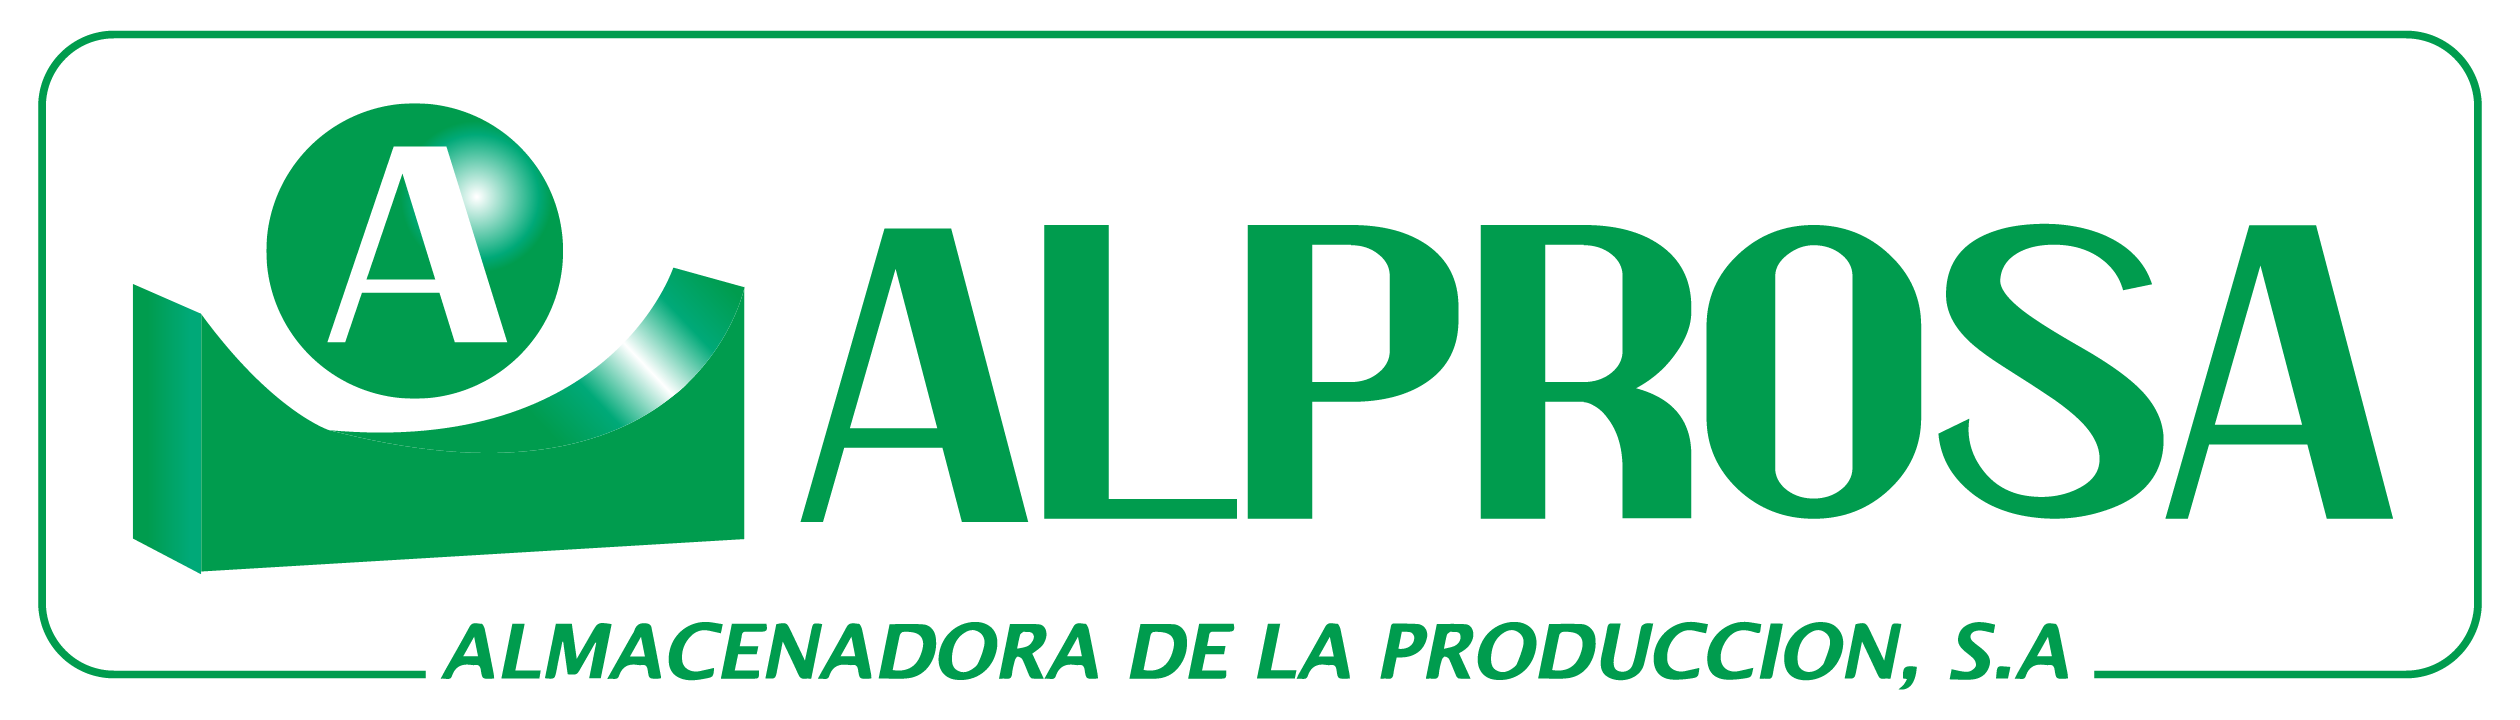 A
ALPROSA
ALMACENADORA DE LA PRODUCCION, S.A